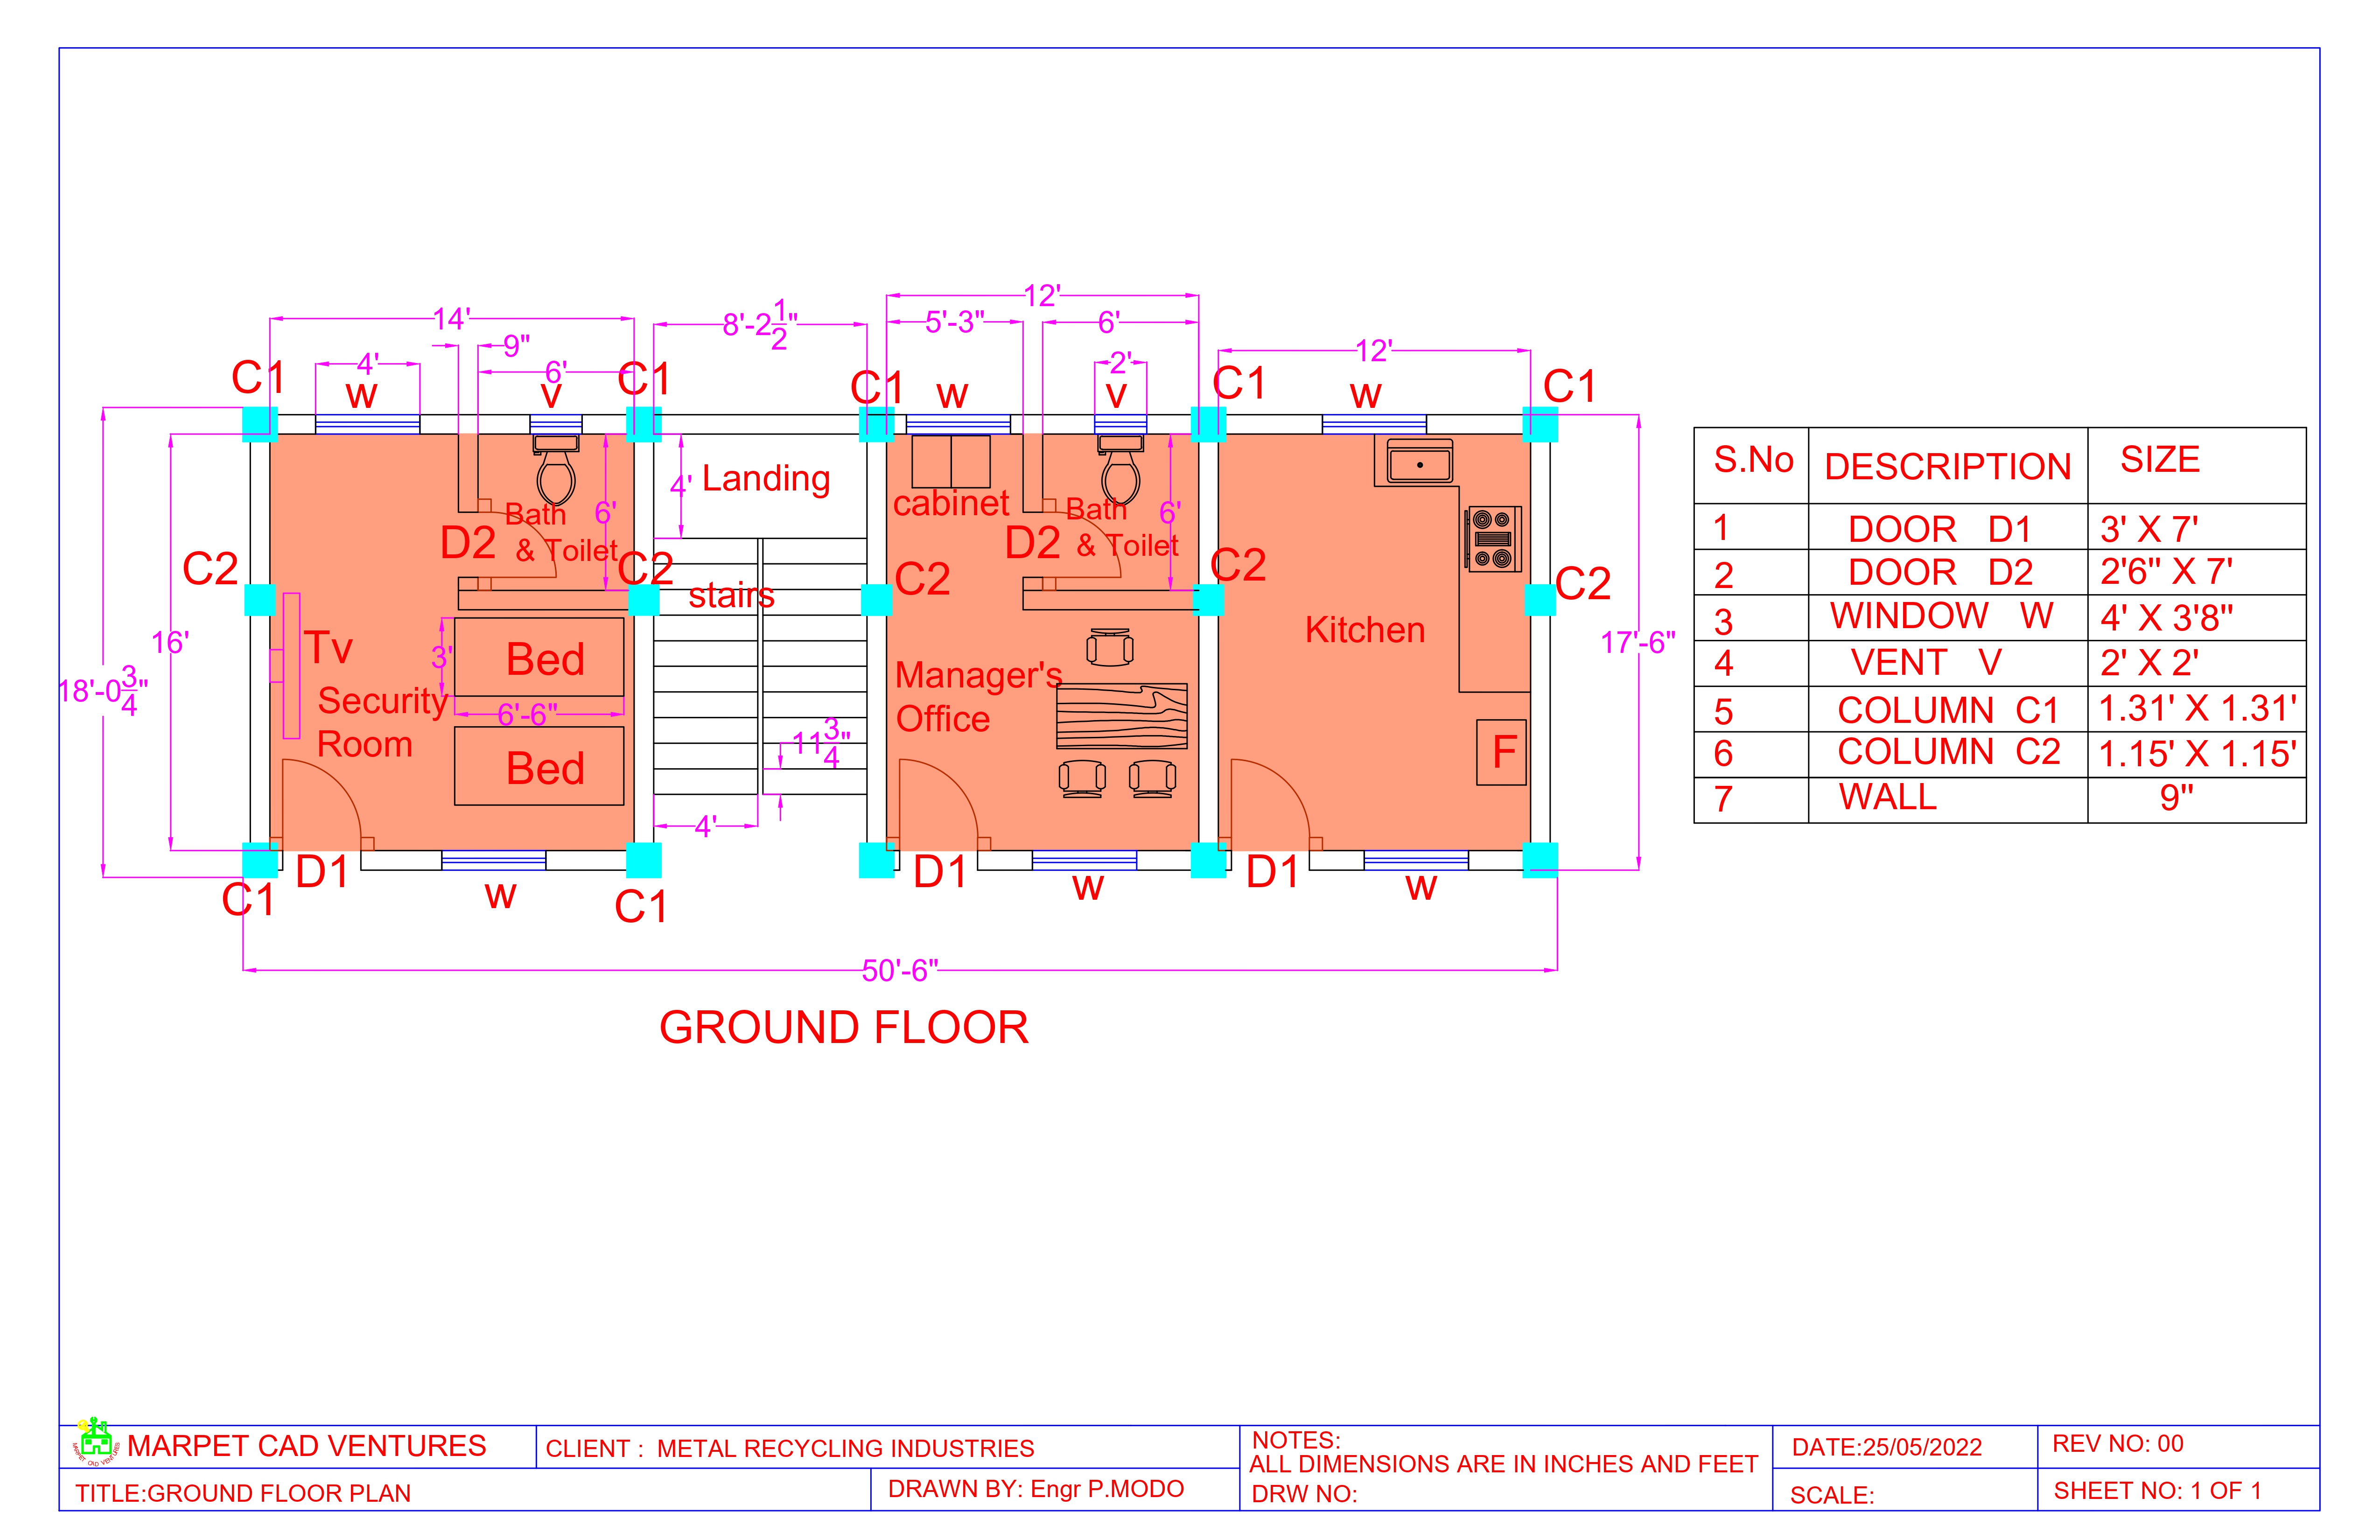 12'
14'
8'-2 1/2"
5'-3"
6'
9"
12'
4'
6'
2'
C1
w
v
C1
C1
w
v
C1
w
C1
Landing
4'
cabinet
Bath
& Toilet
6'
D2
Bath
& Toilet
6'
D2
C2
C2
C2
C2
C2
stairs
16'
18'-0 3/4"
17'-6"
Tv
Security
Room
3'
Bed
6'-6"
Bed
Manager's
Office
Kitchen
F
11 3/4"
4'
D1
D1
D1
C1
w
C1
w
w
50'-6"
GROUND FLOOR
S.No DESCRIPTION SIZE
1 DOOR D1 3' X 7'
2 DOOR D2 2'6" X 7'
3 WINDOW W 4' X 3'8"
4 VENT V 2' X 2'
5 COLUMN C1 1.31' X 1.31'
6 COLUMN C2 1.15' X 1.15'
7 WALL 9"
MARPET CAD VENTURES
MARPET CAD VENTURES
CLIENT : METAL RECYCLING INDUSTRIES
TITLE:GROUND FLOOR PLAN
DRAWN BY: Engr P.MODO
NOTES:
ALL DIMENSIONS ARE IN INCHES AND FEET
DRW NO:
DATE:25/05/2022
REV NO: 00
SCALE:
SHEET NO: 1 OF 1